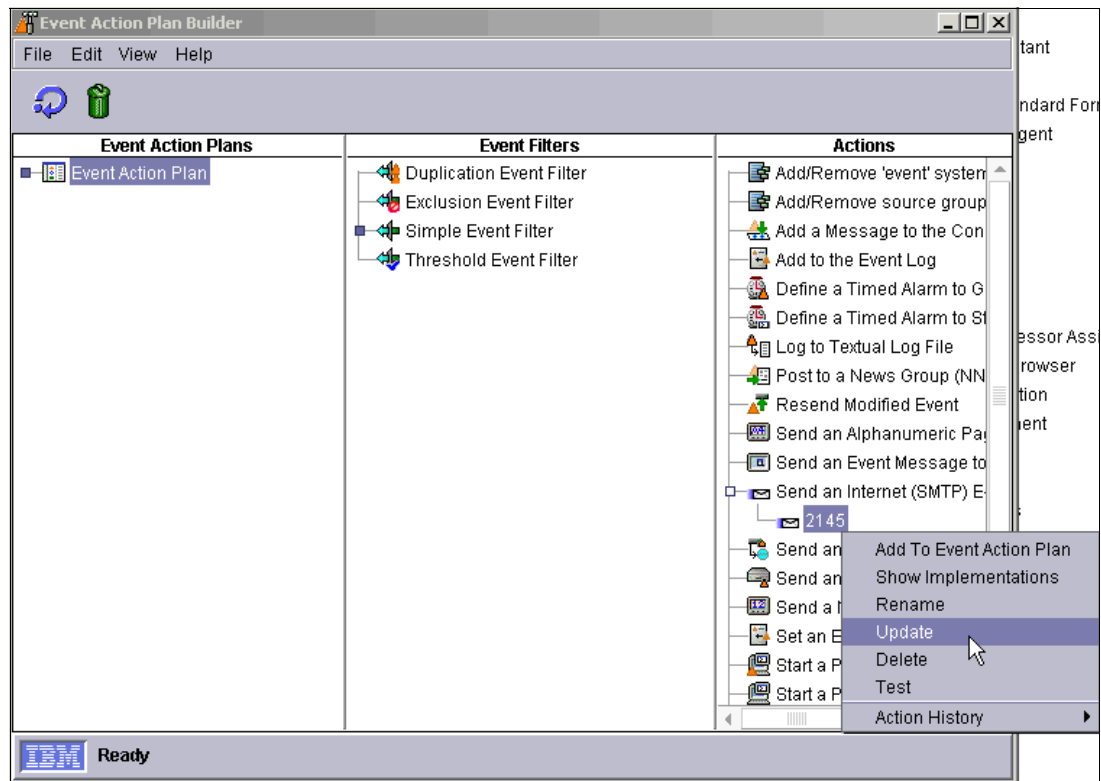 Event Action Plan Builder
File Edit View Help
Event Action Plans
Event Action Plan
Event Filters
Duplication Event Filter
Exclusion Event Filter
Simple Event Filter
Threshold Event Filter
Actions
Add/Remove 'event' system
Add/Remove source group
Add a Message to the Con
Add to the Event Log
Define a Timed Alarm to G
Define a Timed Alarm to St
Log to Textual Log File
Post to a News Group (NN
Resend Modified Event
Send an Alphanumeric Pag
Send an Event Message to
Send an Internet (SMTP) E-
2145
Send an
Send an
Send a N
Set an E
Start a P
Start a P
Add To Event Action Plan
Show Implementations
Rename
Update
Delete
Test
Action History
IBM Ready
tant
ndard For
gent
essor Assi
rowser
tion
ent